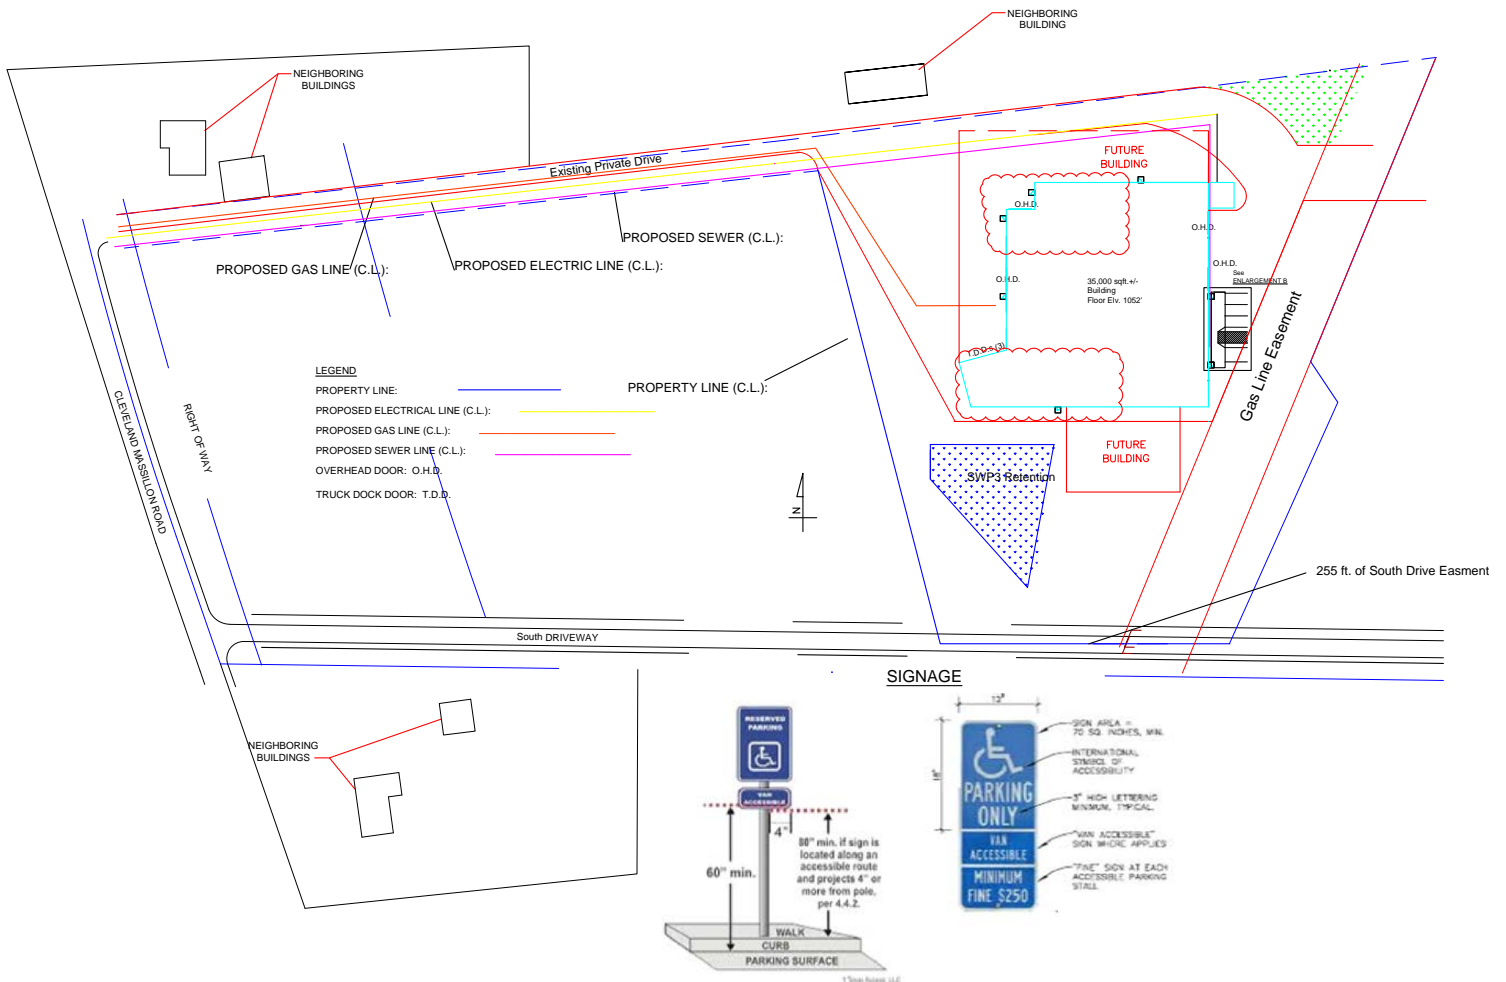 NEIGHBORING
BUILDING
NEIGHBORING
BUILDINGS
Existing Private Drive
FUTURE
BUILDING
O.H.D.
O.H.D.
PROPOSED SEWER (C.L.):
PROPOSED GAS LINE (C.L.):
PROPOSED ELECTRIC LINE (C.L.):
O.H.D.
O.H.D.
See
ENLARGEMENT B
35,000 sqft.+/-
Building
Floor Elv. 1052'
Gas Line Easement
T.D.D.s (3)
LEGEND
PROPERTY LINE:
PROPOSED ELECTRICAL LINE (C.L.):
PROPOSED GAS LINE (C.L.):
PROPOSED SEWER LINE (C.L.):
OVERHEAD DOOR: O.H.D.
TRUCK DOCK DOOR: T.D.D.
PROPERTY LINE (C.L.):
CLEVELAND MASSILLON ROAD
RIGHT OF WAY
FUTURE
BUILDING
SWP3 Retention
N
255 ft. of South Drive Easment
South DRIVEWAY
SIGNAGE
NEIGHBORING
BUILDINGS
RESERVED
PARKING
VAN
ACCESSIBLE
4"
60" min.
80" min. if sign is
located along an
accessible route
and projects 4" or
more from pole,
per 4.4.2.
WALK
CURB
PARKING SURFACE
12"
18"
PARKING
ONLY
VAN
ACCESSIBLE
MINIMUM
FINE $250
SIGN AREA =
70 SQ. INCHES, MIN.
INTERNATIONAL
SYMBOL OF
ACCESSIBILITY
3" HIGH LETTERING
MINIMUM, TYPICAL.
"VAN ACCESSIBLE"
SIGN WHERE APPLIES
"FINE" SIGN AT EACH
ACCESSIBLE PARKING
STALL